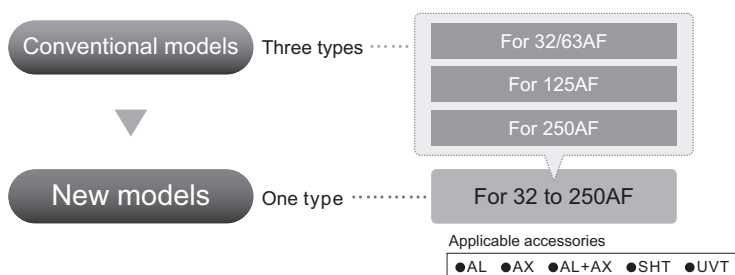 Conventional models Three types ······ For 32/63AF
For 125AF
For 250AF
New models One type ··········· For 32 to 250AF
Applicable accessories
●AL ●AX ●AL+AX ●SHT ●UVT